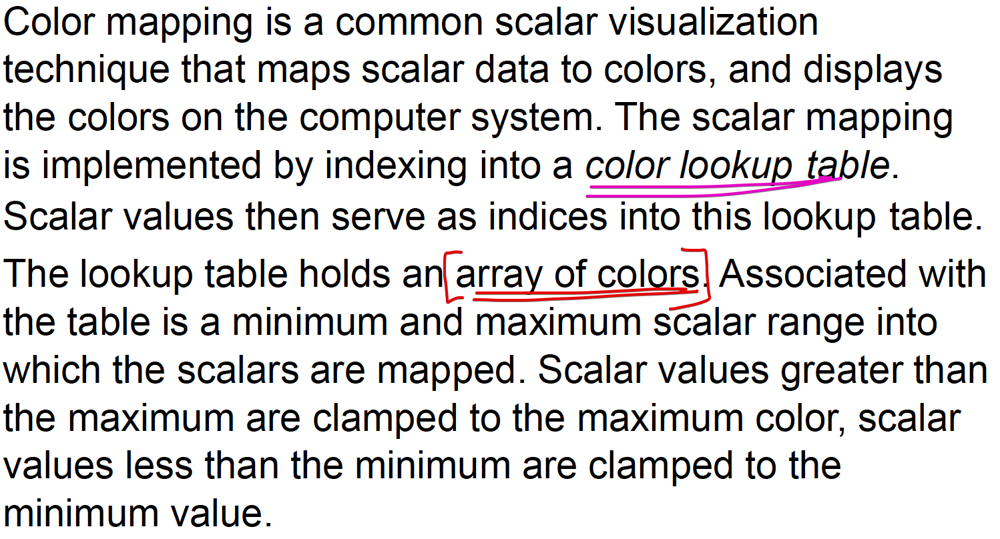 Color mapping is a common scalar visualization
technique that maps scalar data to colors, and displays
the colors on the computer system. The scalar mapping
is implemented by indexing into a color lookup table.
Scalar values then serve as indices into this lookup table.
The lookup table holds an array of colors. Associated with
the table is a minimum and maximum scalar range into
which the scalars are mapped. Scalar values greater than
the maximum are clamped to the maximum color, scalar
values less than the minimum are clamped to the
minimum value.